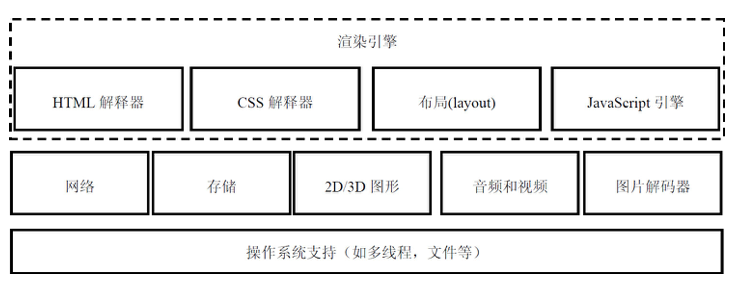 渲染引擎
HTML 解释器 CSS 解释器 布局(layout) JavaScript 引擎
网络 存储 2D/3D 图形 音频和视频 图片解码器
操作系统支持（如多线程，文件等）